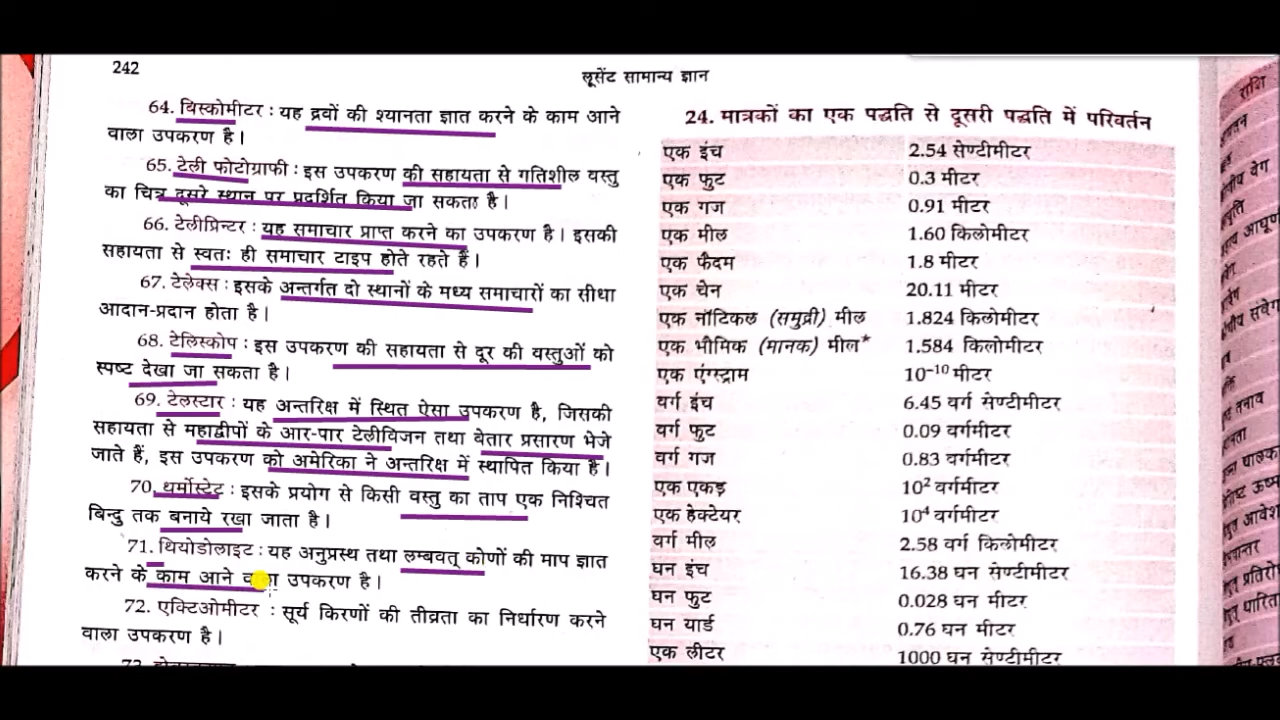 242
लूसेंट सामान्य ज्ञान
64. विस्कोमीटर : यह द्रवों की श्यानता ज्ञात करने के काम आने
वाला उपकरण है।
65. टेली फोटोग्राफी : इस उपकरण की सहायता से गतिशील वस्तु
का चित्र दूसरे स्थान पर प्रदर्शित किया जा सकता है।
66. टेलीप्रिन्टर : यह समाचार प्राप्त करने का उपकरण है। इसकी
सहायता से स्वतः ही समाचार टाइप होते रहते हैं।
67. टेलेक्स : इसके अन्तर्गत दो स्थानों के मध्य समाचारों का सीधा
आदान-प्रदान होता है।
68. टेलिस्कोप : इस उपकरण की सहायता से दूर की वस्तुओं को
स्पष्ट देखा जा सकता है।
69. टेलस्टार : यह अन्तरिक्ष में स्थित ऐसा उपकरण है, जिसकी
सहायता से महाद्वीपों के आर-पार टेलीविजन तथा बेतार प्रसारण भेजे
जाते हैं, इस उपकरण को अमेरिका ने अन्तरिक्ष में स्थापित किया है।
70. थर्मोस्टेट : इसके प्रयोग से किसी वस्तु का ताप एक निश्चित
बिन्दु तक बनाये रखा जाता है।
71. थियोडोलाइट : यह अनुप्रस्थ तथा लम्बवत् कोणों की माप ज्ञात
करने के काम आने वाला उपकरण है।
72. एक्टिओमीटर : सूर्य किरणों की तीव्रता का निर्धारण करने
वाला उपकरण है।
24. मात्रकों का एक पद्धति से दूसरी पद्धति में परिवर्तन
एक इंच 2.54 सेण्टीमीटर
एक फुट 0.3 मीटर
एक गज 0.91 मीटर
एक मील 1.60 किलोमीटर
एक फैदम 1.8 मीटर
एक चेन 20.11 मीटर
एक नॉटिकल (समुद्री) मील 1.824 किलोमीटर
एक भौमिक (मानक) मील* 1.584 किलोमीटर
एक एंग्स्ट्राम 10⁻¹⁰ मीटर
वर्ग इंच 6.45 वर्ग सेण्टीमीटर
वर्ग फुट 0.09 वर्गमीटर
वर्ग गज 0.83 वर्गमीटर
एक एकड़ 10² वर्गमीटर
एक हेक्टेयर 10⁴ वर्गमीटर
वर्ग मील 2.58 वर्ग किलोमीटर
घन इंच 16.38 घन सेण्टीमीटर
घन फुट 0.028 घन मीटर
घन यार्ड 0.76 घन मीटर
एक लीटर 1000 घन सेण्टीमीटर
राशि